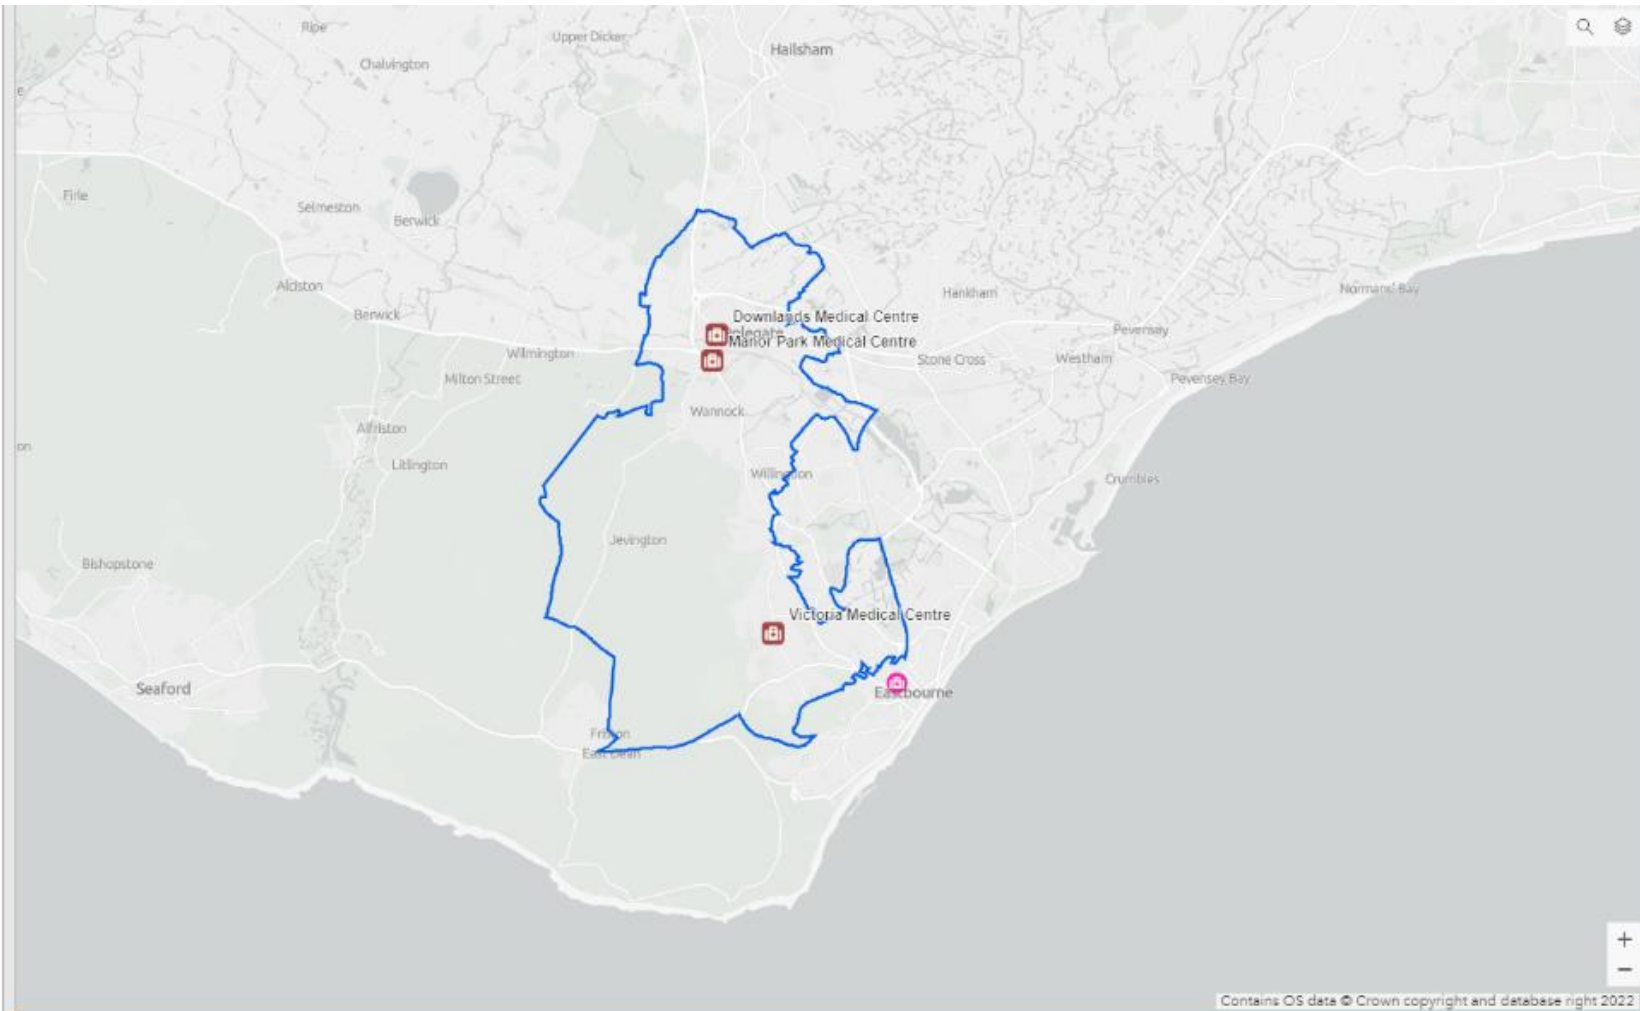 Ripe
Upper Dicker
Hailsham
Chalvington
Firle
Selmeston
Berwick
Alciston
Hankham
Normans' Bay
Berwick
Downlands Medical Centre
Pevensey
Manor Park Medical Centre
Wilmington
Stone Cross
Westham
Milton Street
Pevensey Bay
Wannock
Alfriston
on
Litlington
Willingdon
Crumbles
Jevington
Bishopstone
Victoria Medical Centre
Seaford
Eastbourne
Friston
East Dean
+
−
Contains OS data © Crown copyright and database right 2022